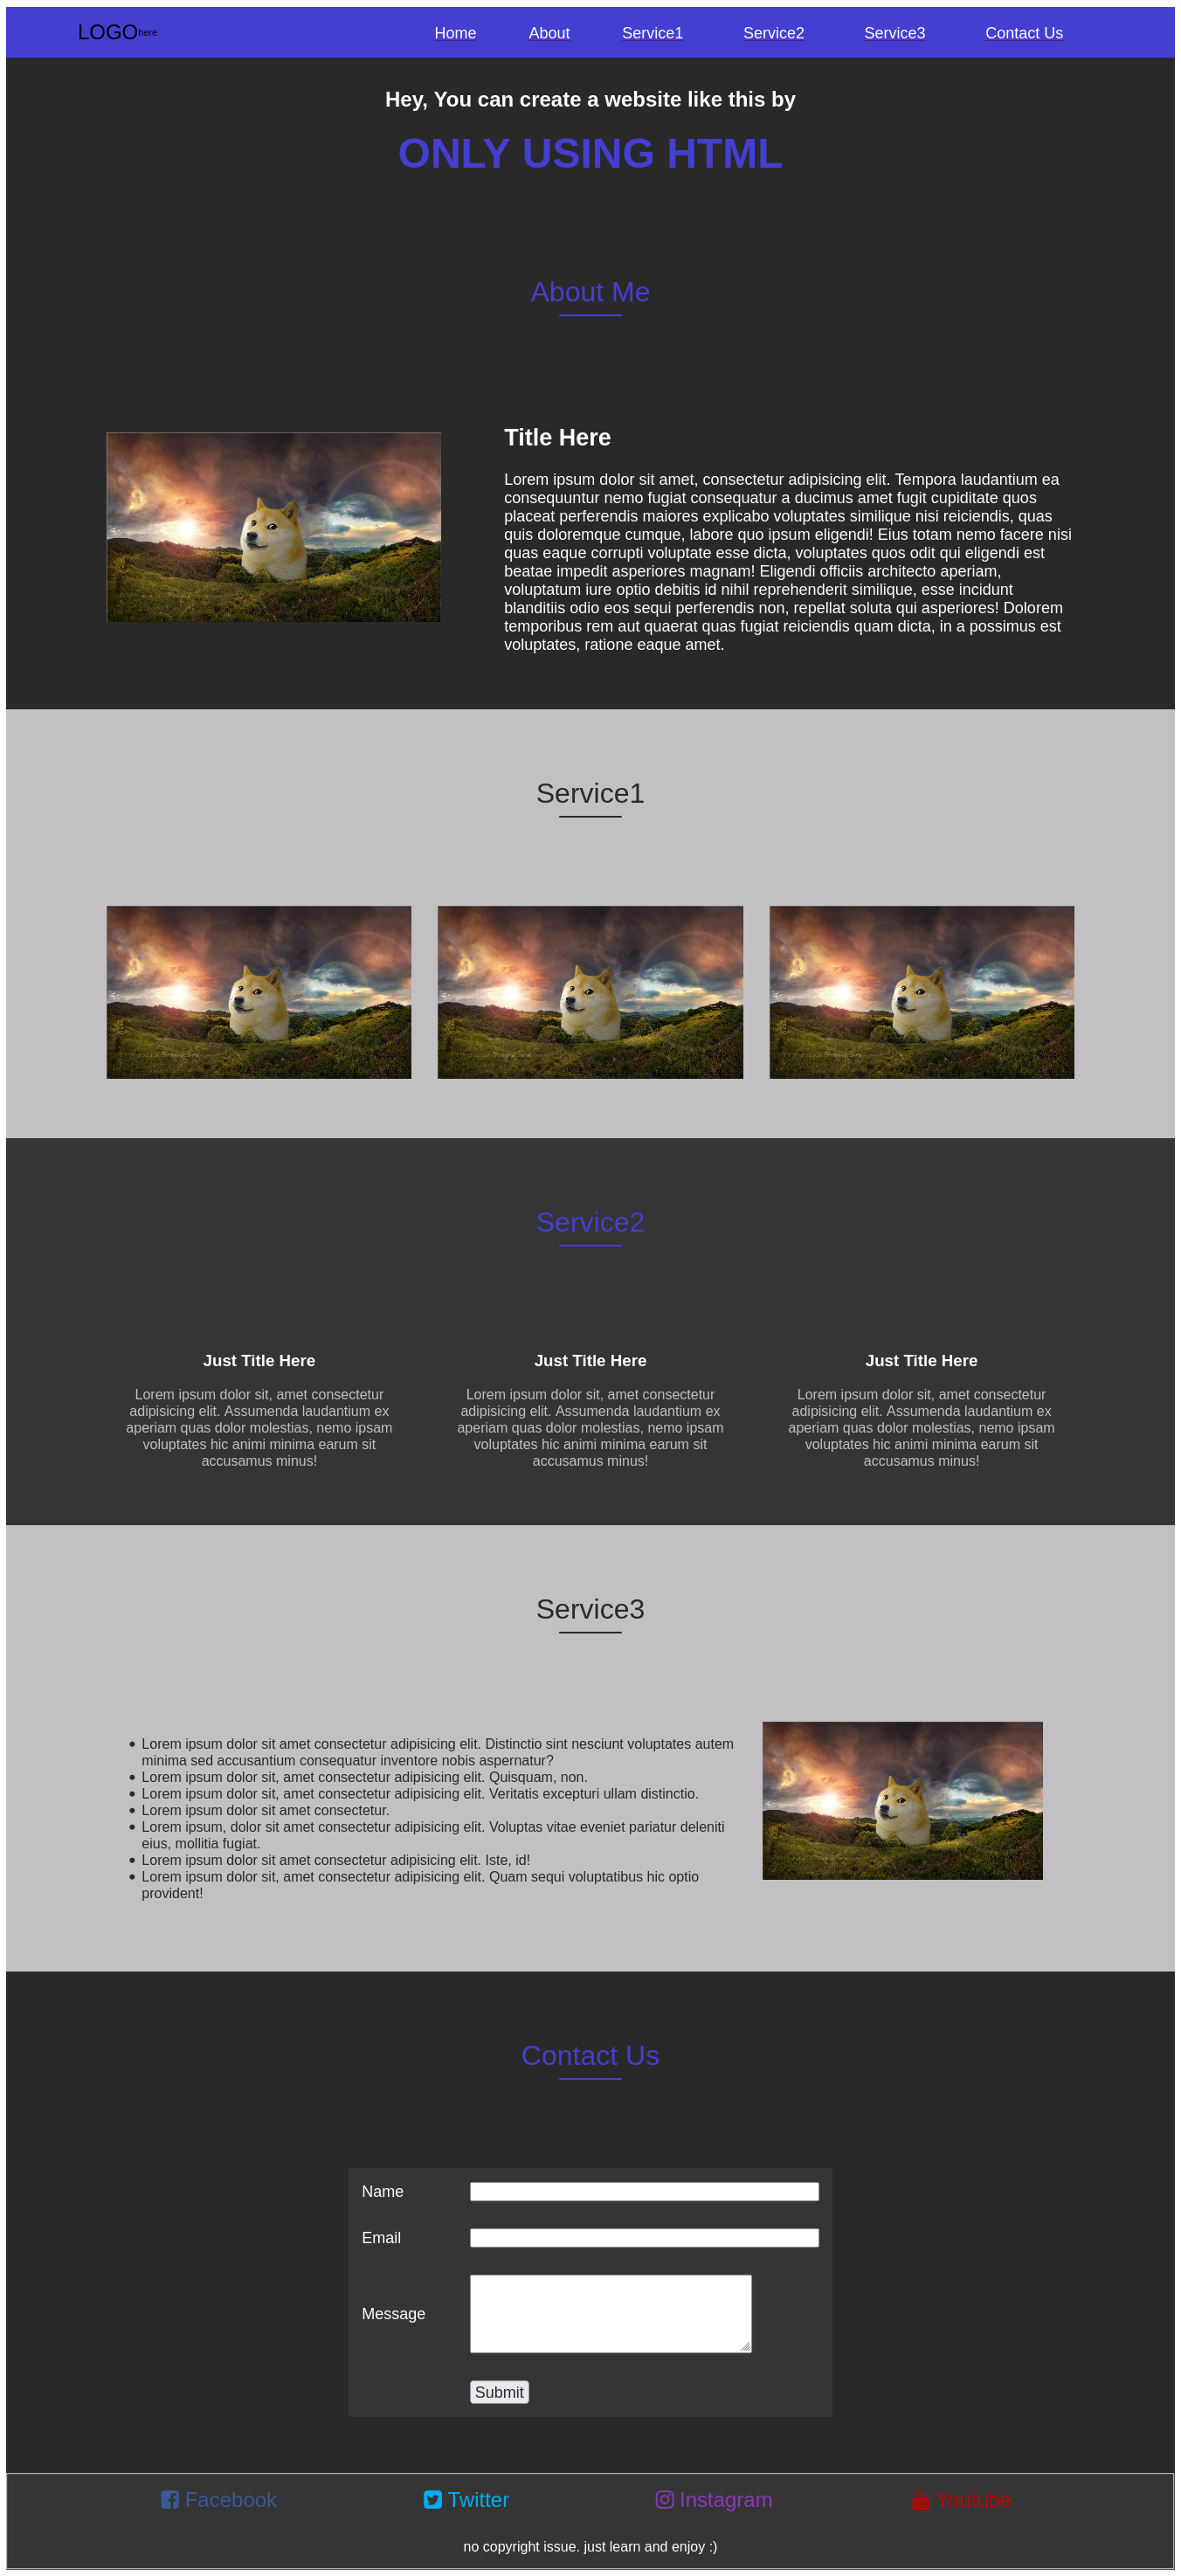 LOGO here Home About Service1 Service2 Service3 Contact Us
Hey, You can create a website like this by
ONLY USING HTML
About Me
Title Here
Lorem ipsum dolor sit amet, consectetur adipisicing elit. Tempora laudantium ea
consequuntur nemo fugiat consequatur a ducimus amet fugit cupiditate quos
placeat perferendis maiores explicabo voluptates similique nisi reiciendis, quas
quis doloremque cumque, labore quo ipsum eligendi! Eius totam nemo facere nisi
quas eaque corrupti voluptate esse dicta, voluptates quos odit qui eligendi est
beatae impedit asperiores magnam! Eligendi officiis architecto aperiam,
voluptatum iure optio debitis id nihil reprehenderit similique, esse incidunt
blanditiis odio eos sequi perferendis non, repellat soluta qui asperiores! Dolorem
temporibus rem aut quaerat quas fugiat reiciendis quam dicta, in a possimus est
voluptates, ratione eaque amet.
Service1
Service2
Just Title Here
Lorem ipsum dolor sit, amet consectetur
adipisicing elit. Assumenda laudantium ex
aperiam quas dolor molestias, nemo ipsam
voluptates hic animi minima earum sit
accusamus minus!
Just Title Here
Lorem ipsum dolor sit, amet consectetur
adipisicing elit. Assumenda laudantium ex
aperiam quas dolor molestias, nemo ipsam
voluptates hic animi minima earum sit
accusamus minus!
Just Title Here
Lorem ipsum dolor sit, amet consectetur
adipisicing elit. Assumenda laudantium ex
aperiam quas dolor molestias, nemo ipsam
voluptates hic animi minima earum sit
accusamus minus!
Service3
• Lorem ipsum dolor sit amet consectetur adipisicing elit. Distinctio sint nesciunt voluptates autem
minima sed accusantium consequatur inventore nobis aspernatur?
• Lorem ipsum dolor sit, amet consectetur adipisicing elit. Quisquam, non.
• Lorem ipsum dolor sit, amet consectetur adipisicing elit. Veritatis excepturi ullam distinctio.
• Lorem ipsum dolor sit amet consectetur.
• Lorem ipsum, dolor sit amet consectetur adipisicing elit. Voluptas vitae eveniet pariatur deleniti
eius, mollitia fugiat.
• Lorem ipsum dolor sit amet consectetur adipisicing elit. Iste, id!
• Lorem ipsum dolor sit, amet consectetur adipisicing elit. Quam sequi voluptatibus hic optio
provident!
Contact Us
Name
Email
Message
Submit
Facebook Twitter Instagram Youtube
no copyright issue. just learn and enjoy :)